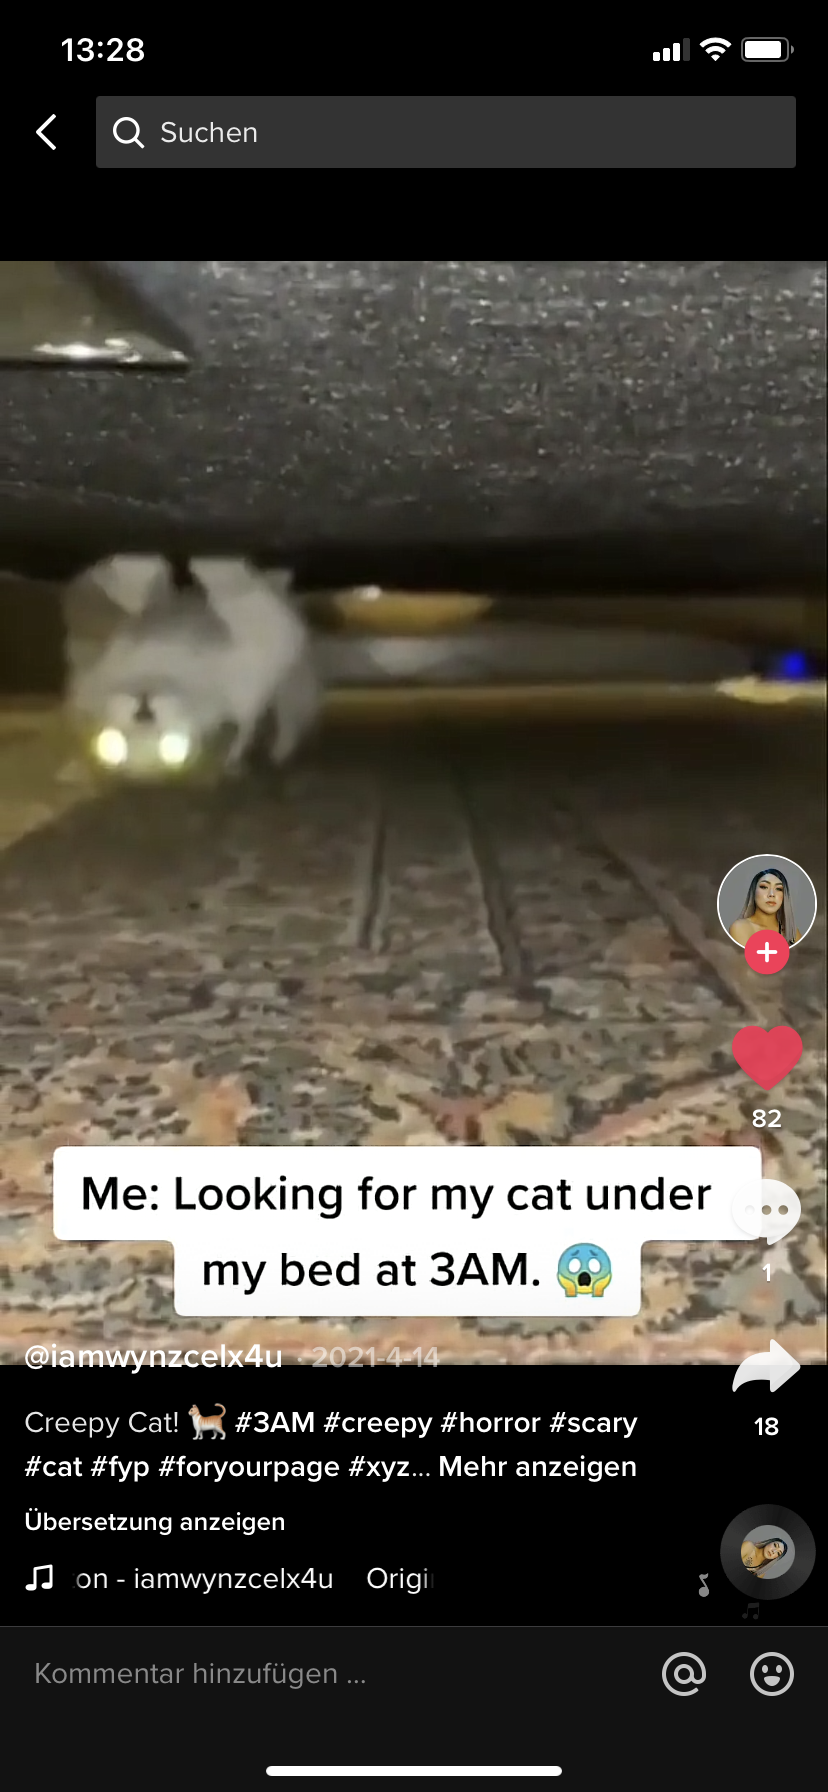 13:28
Suchen
Me: Looking for my cat under
my bed at 3AM. 😱
82
1
@iamwynzcelx4u · 2021-4-14
18
Creepy Cat! 🐈 #3AM #creepy #horror #scary
#cat #fyp #foryourpage #xyz... Mehr anzeigen
Übersetzung anzeigen
on - iamwynzcelx4u Origi
Kommentar hinzufügen ...